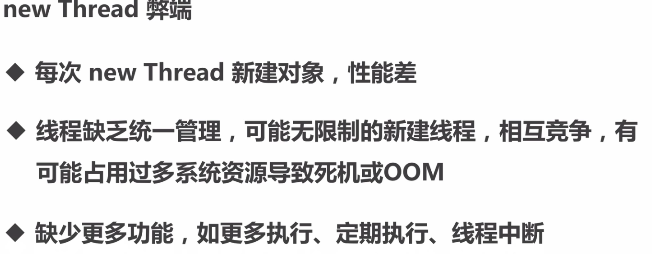 new Thread 弊端
◆ 每次 new Thread 新建对象，性能差
◆ 线程缺乏统一管理，可能无限制的新建线程，相互竞争，有
可能占用过多系统资源导致死机或OOM
◆ 缺少更多功能，如更多执行、定期执行、线程中断